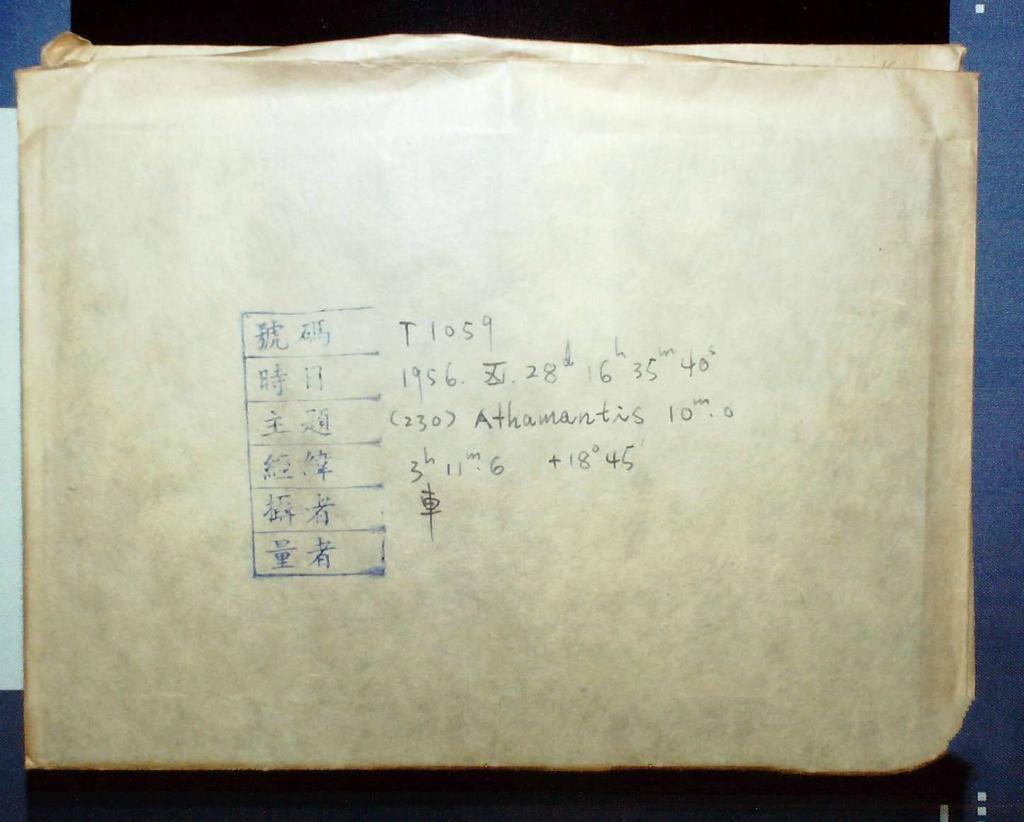 號碼 T 1059
時日 1956. XI. 28ᵈ 16ʰ 35ᵐ 40ˢ
主題 (230) Athamantis 10ᵐ.0
經緯 3ʰ 11ᵐ.6 +18° 45'
攝者 車
量者